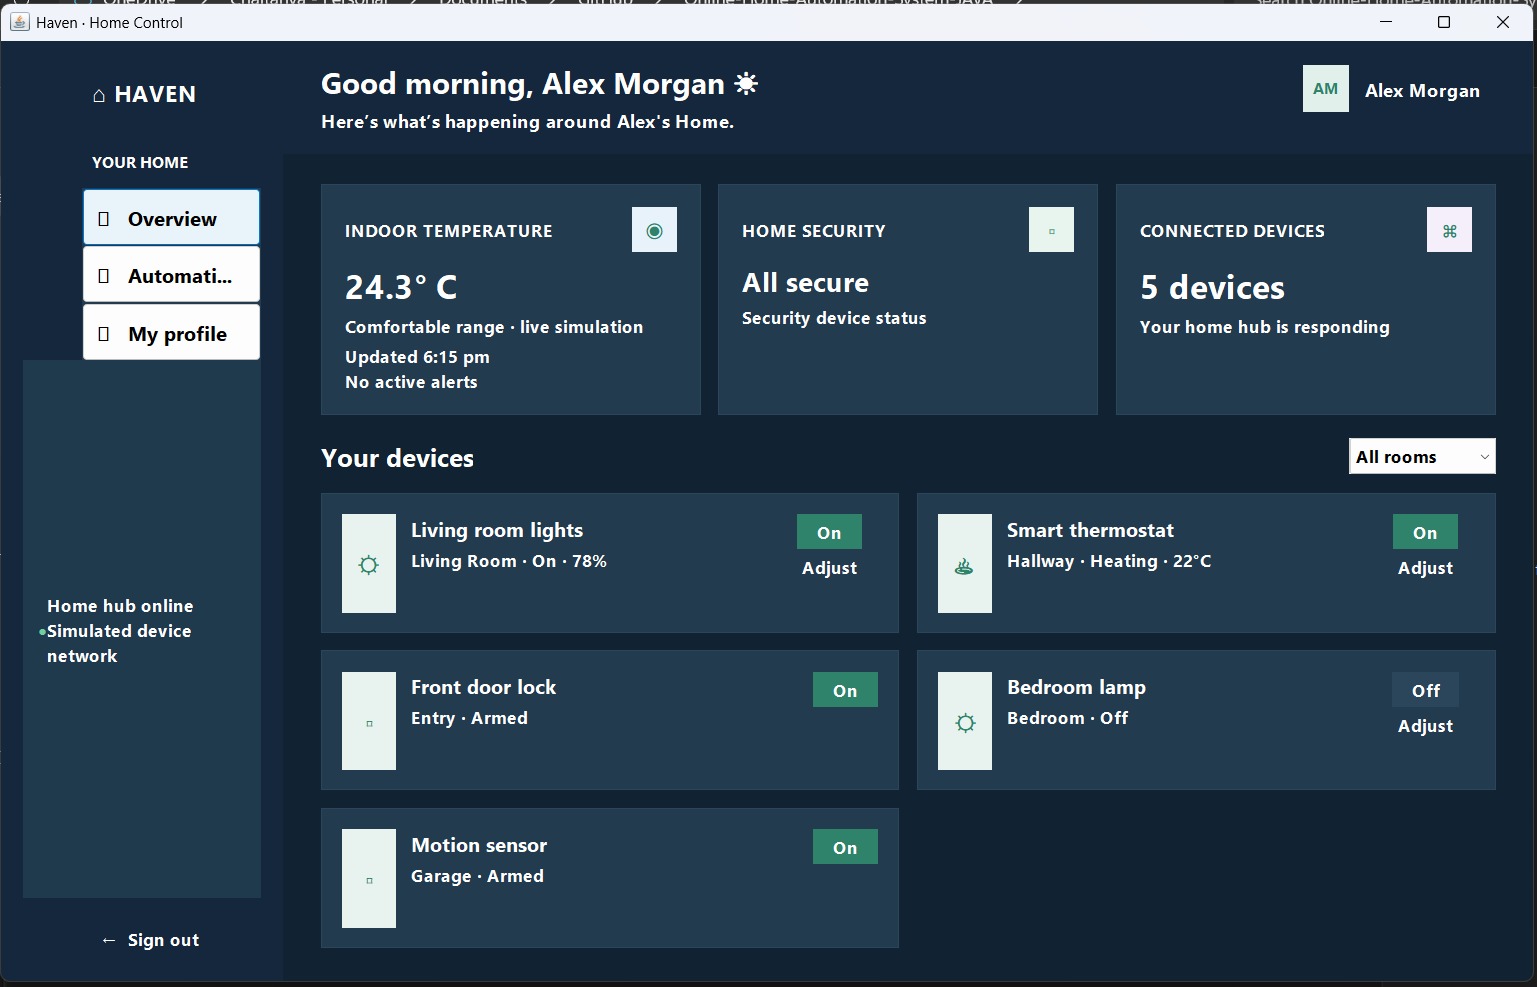 Haven · Home Control
⌂ HAVEN
YOUR HOME
Overview
Automati...
My profile
Home hub online
Simulated device
network
← Sign out
Good morning, Alex Morgan ☀
Here’s what’s happening around Alex's Home.
AM
Alex Morgan
INDOOR TEMPERATURE
24.3° C
Comfortable range · live simulation
Updated 6:15 pm
No active alerts
HOME SECURITY
All secure
Security device status
CONNECTED DEVICES
⌘
5 devices
Your home hub is responding
Your devices
All rooms
Living room lights
Living Room · On · 78%
On
Adjust
Smart thermostat
Hallway · Heating · 22°C
On
Adjust
Front door lock
Entry · Armed
On
Bedroom lamp
Bedroom · Off
Off
Adjust
Motion sensor
Garage · Armed
On